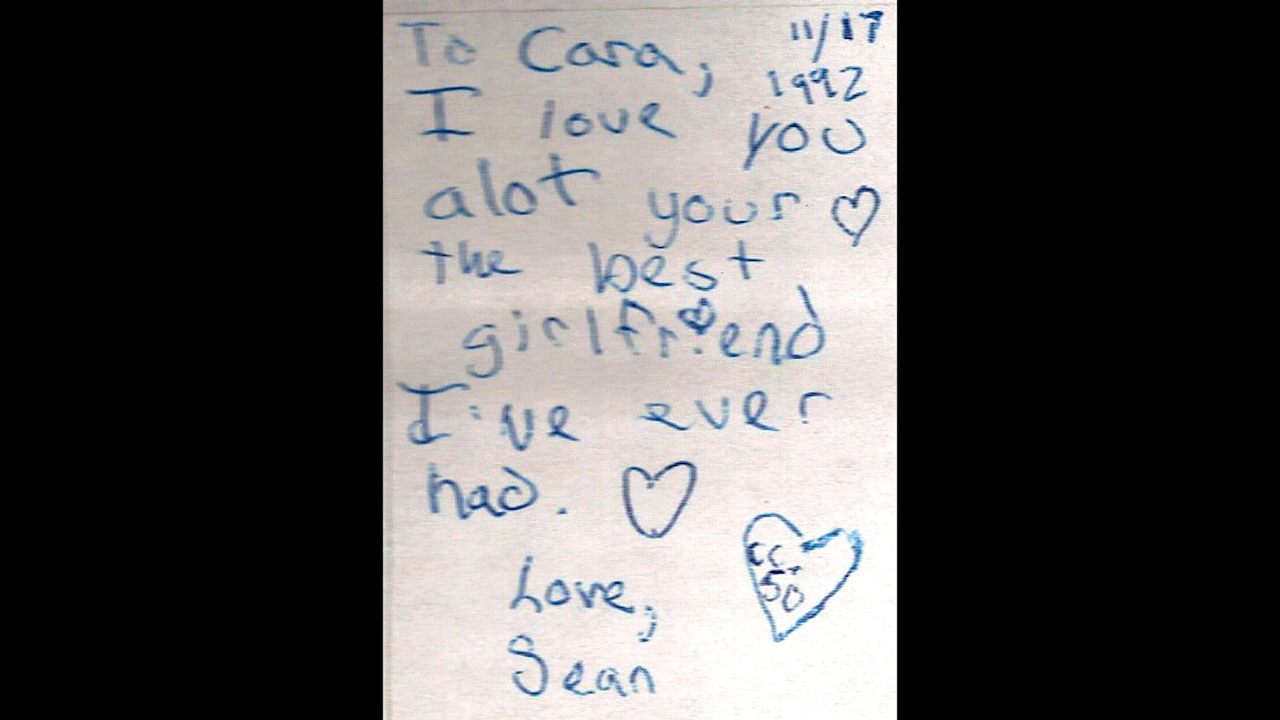 To Cara, 11/17
1992
I love you
alot your ♡
the best
girlfriend
I've ever
had. ♡
Love,
Sean
CC.
SO